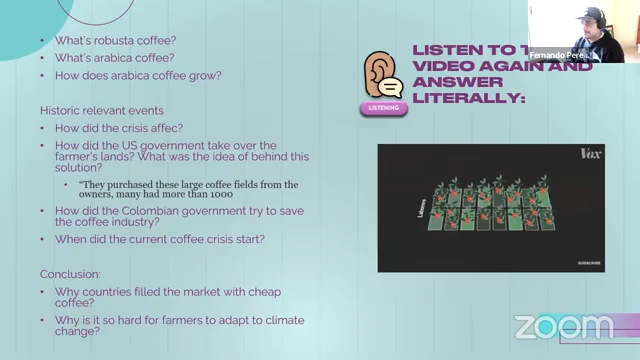 What's robusta coffee?
What's arabica coffee?
How does arabica coffee grow?
Historic relevant events
How did the crisis affec?
How did the US government take over the
farmer's lands? What was the idea of behind this
solution?
"They purchased these large coffee fields from the
owners, many had more than 1000
How did the Colombian government try to save
the coffee industry?
When did the current coffee crisis start?
Conclusion:
Why countries filled the market with cheap
coffee?
Why is it so hard for farmers to adapt to climate
change?
LISTENING
LISTEN TO T
VIDEO AGAIN AND
ANSWER
LITERALLY:
Fernando Pere
Vox
SUBSCRIBE
zoom